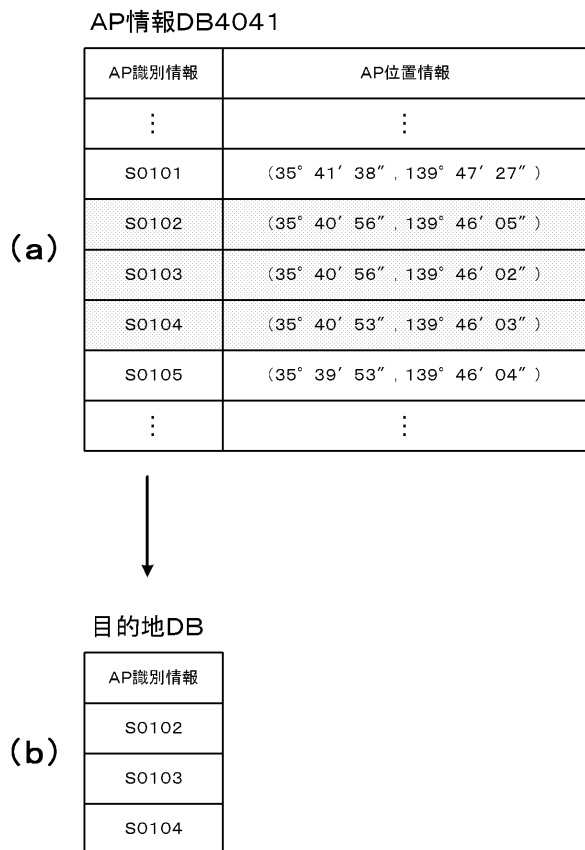 AP情報DB4041
AP識別情報 AP位置情報
⋮ ⋮
S0101 (35° 41′ 38″ , 139° 47′ 27″ )
(a)
S0102 (35° 40′ 56″ , 139° 46′ 05″ )
S0103 (35° 40′ 56″ , 139° 46′ 02″ )
S0104 (35° 40′ 53″ , 139° 46′ 03″ )
S0105 (35° 39′ 53″ , 139° 46′ 04″ )
⋮ ⋮
目的地DB
AP識別情報
S0102
(b)
S0103
S0104